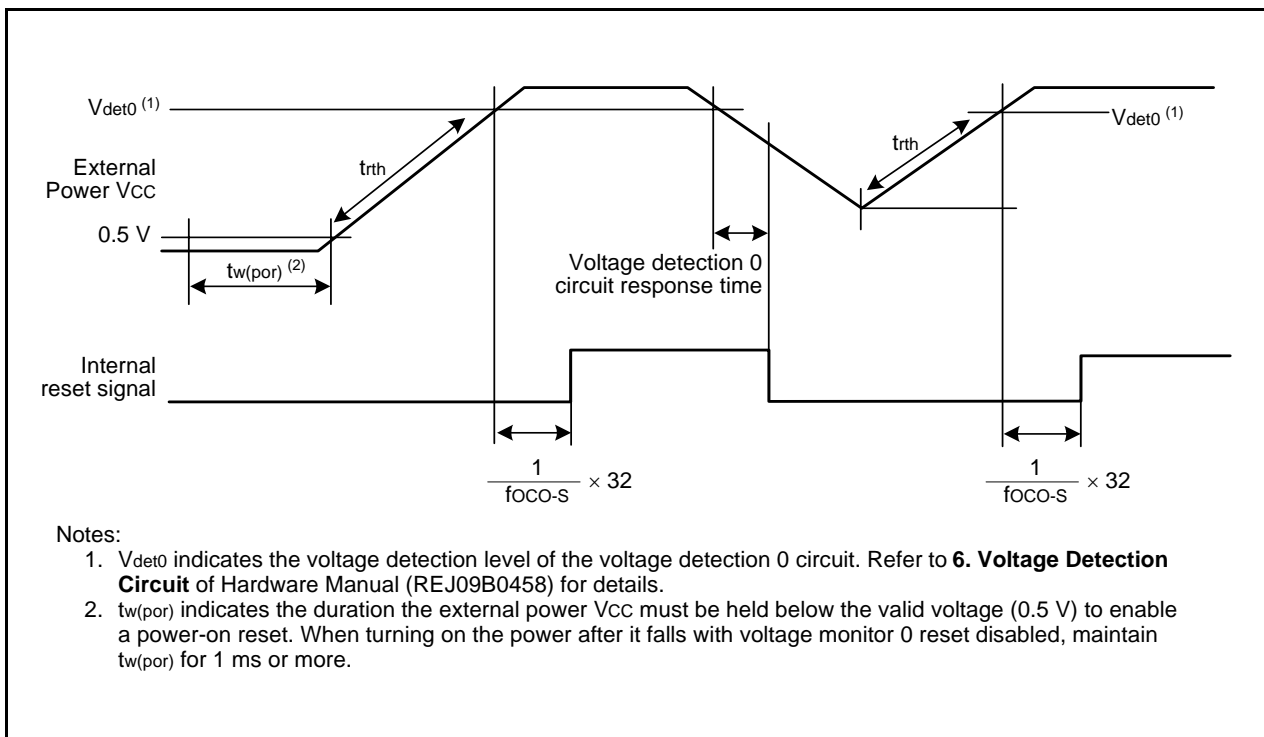 Vdet0 (1)
External
Power VCC
0.5 V
trth
tw(por) (2)
Voltage detection 0
circuit response time
trth
Vdet0 (1)
Internal
reset signal
1
fOCO-S
× 32
1
fOCO-S
× 32
Notes:
1. Vdet0 indicates the voltage detection level of the voltage detection 0 circuit. Refer to 6. Voltage Detection
Circuit of Hardware Manual (REJ09B0458) for details.
2. tw(por) indicates the duration the external power VCC must be held below the valid voltage (0.5 V) to enable
a power-on reset. When turning on the power after it falls with voltage monitor 0 reset disabled, maintain
tw(por) for 1 ms or more.